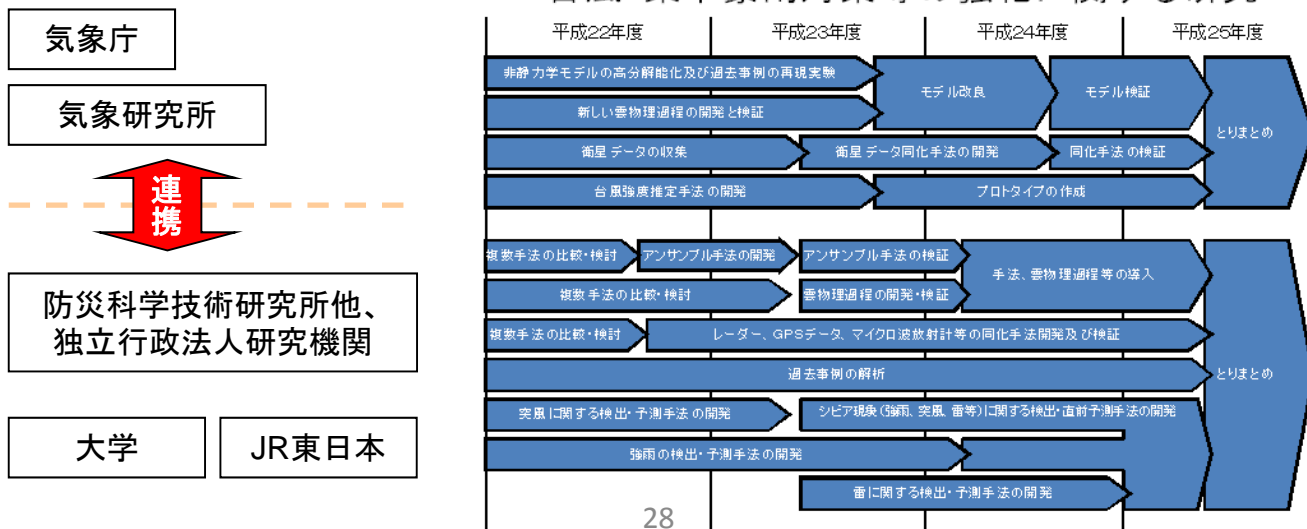 気象庁
気象研究所
連
携
防災科学技術研究所他、
独立行政法人研究機関
大学
JR東日本
平成22年度
平成23年度
平成24年度
平成25年度
非静力学モデルの高分解能化及び過去事例の再現実験
モデル改良
モデル検証
新しい雲物理過程の開発と検証
とりまとめ
衛星データの収集
衛星データ同化手法の開発
同化手法の検証
台風強度推定手法の開発
プロトタイプの作成
複数手法の比較・検討
アンサンブル手法の開発
アンサンブル手法の検証
手法、雲物理過程等の導入
複数手法の比較・検討
雲物理過程の開発・検証
複数手法の比較・検討
レーダー、GPSデータ、マイクロ波放射計等の同化手法開発及び検証
過去事例の解析
とりまとめ
突風に関する検出・予測手法の開発
シビア現象(強雨、突風、雷等)に関する検出・直前予測手法の開発
強雨の検出・予測手法の開発
雷に関する検出・予測手法の開発
28